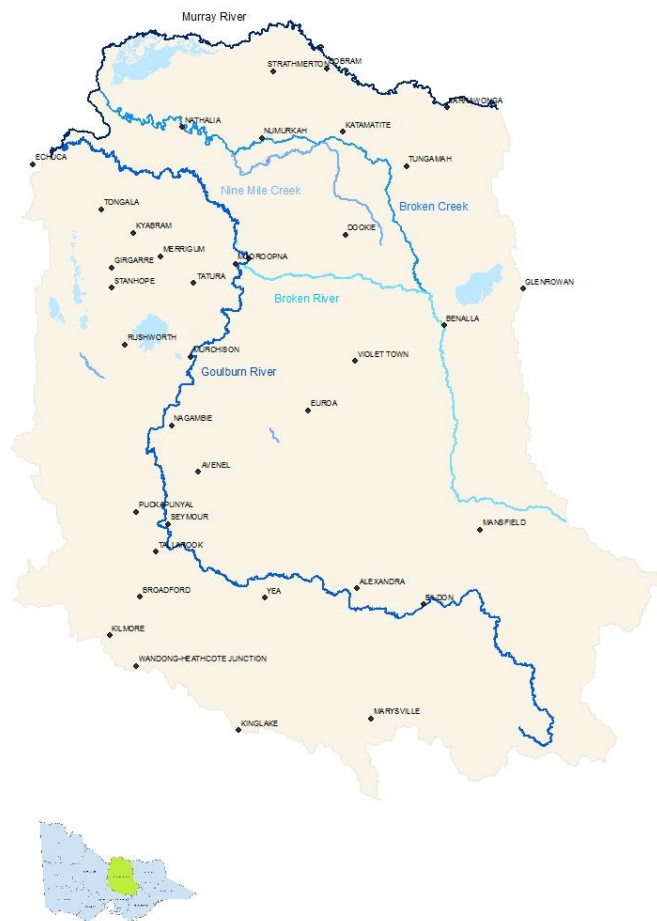 Murray River
STRATHMERTON
COBRAM
YARRAWONGA
NATHALIA
NUMURKAH
KATAMATITE
ECHUCA
TUNGAMAH
Nine Mile Creek
TONGALA
Broken Creek
KYABRAM
DOOKIE
MERRIGUM
MOOROOPNA
GIRGARRE
TATURA
STANHOPE
GLENROWAN
Broken River
BENALLA
RUSHWORTH
MURCHISON
VIOLET TOWN
Goulburn River
EUROA
NAGAMBIE
AVENEL
PUCKAPUNYAL
SEYMOUR
MANSFIELD
TALLAROOK
ALEXANDRA
BROADFORD
YEA
EILDON
KILMORE
WANDONG-HEATHCOTE JUNCTION
MARYSVILLE
KINGLAKE